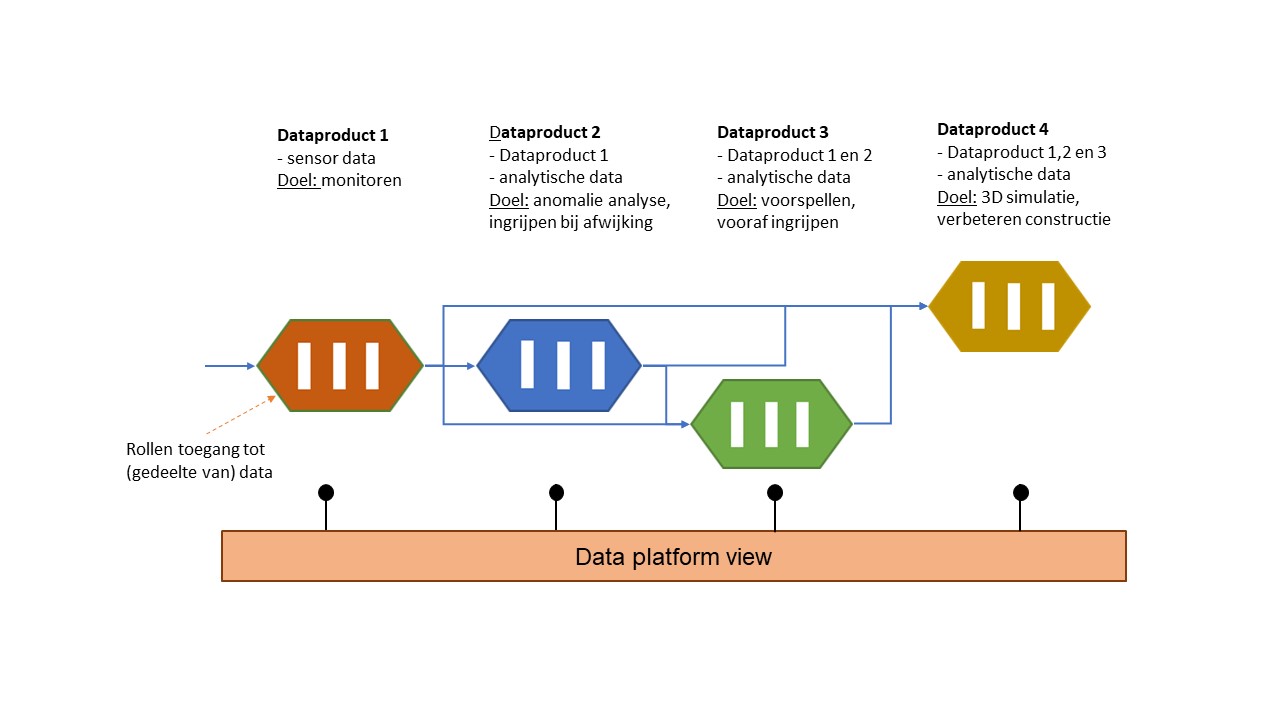 Dataproduct 1
- sensor data
Doel: monitoren
Dataproduct 2
- Dataproduct 1
- analytische data
Doel: anomalie analyse,
ingrijpen bij afwijking
Dataproduct 3
- Dataproduct 1 en 2
- analytische data
Doel: voorspellen,
vooraf ingrijpen
Dataproduct 4
- Dataproduct 1,2 en 3
- analytische data
Doel: 3D simulatie,
verbeteren constructie
Rollen toegang tot
(gedeelte van) data
Data platform view